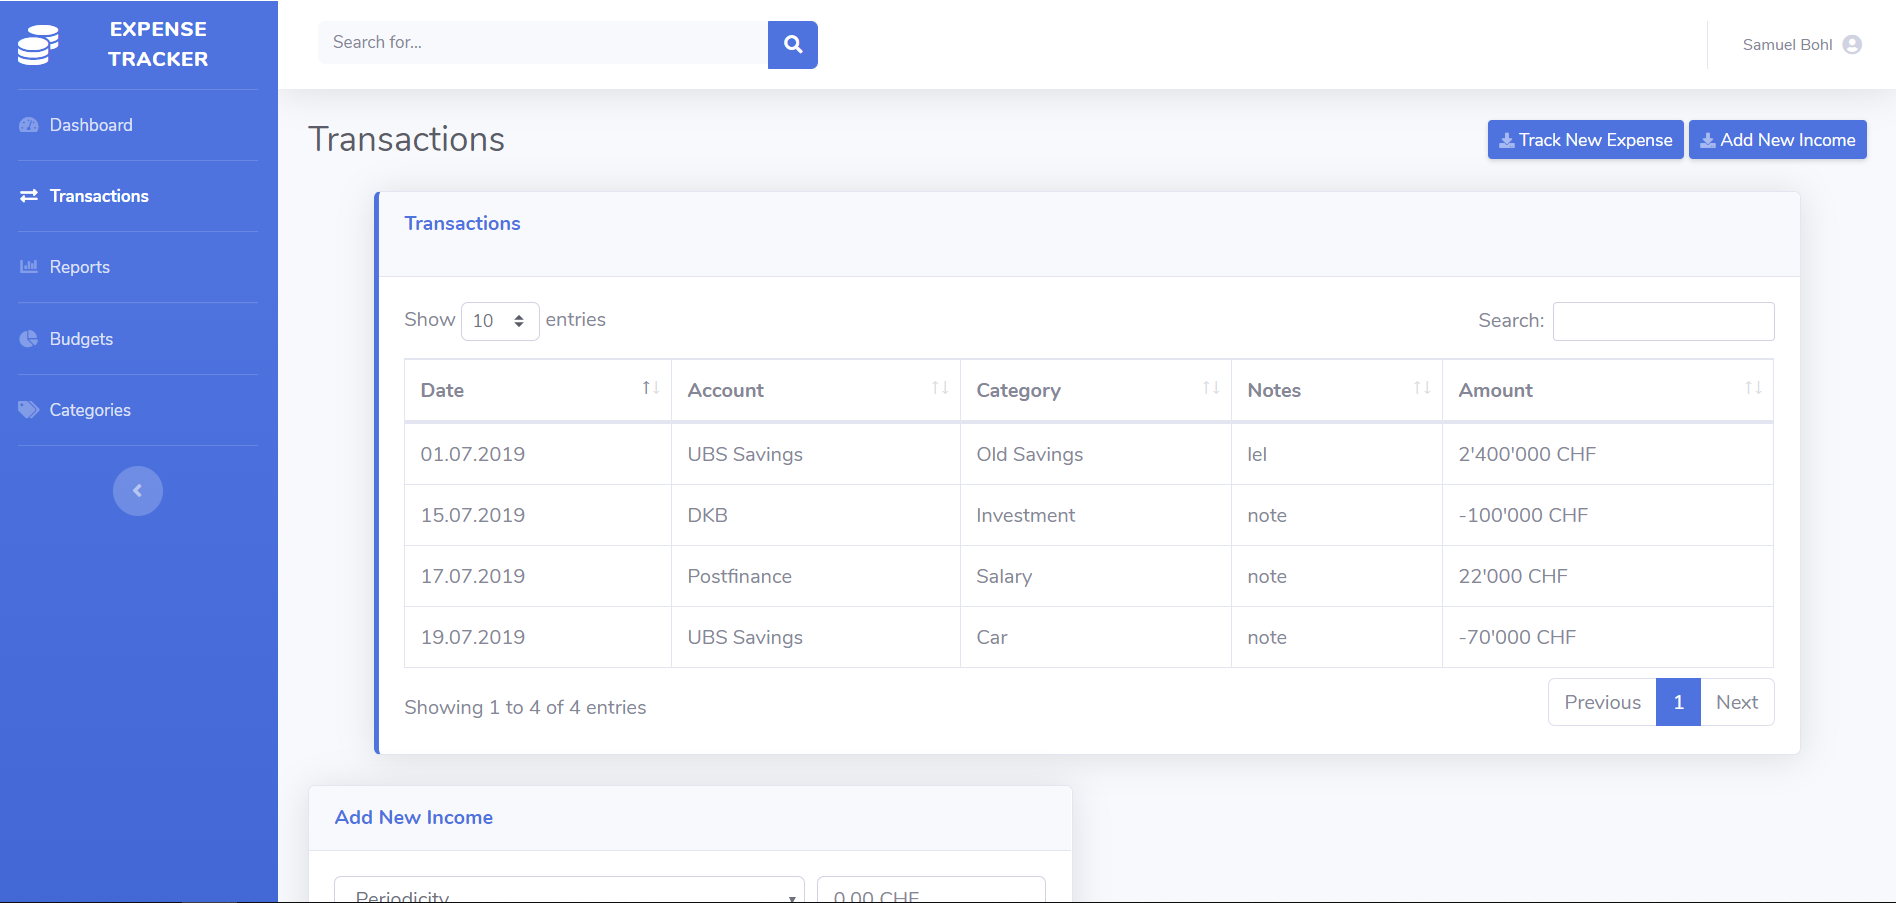 EXPENSE
TRACKER
Dashboard
Transactions
Reports
Budgets
Categories
Search for...
Samuel Bohl
Transactions
Track New Expense
Add New Income
Transactions
Show 10 entries
Search:
Date Account Category Notes Amount
01.07.2019 UBS Savings Old Savings lel 2'400'000 CHF
15.07.2019 DKB Investment note -100'000 CHF
17.07.2019 Postfinance Salary note 22'000 CHF
19.07.2019 UBS Savings Car note -70'000 CHF
Showing 1 to 4 of 4 entries
Previous 1 Next
Add New Income
Periodicity 0.00 CHF